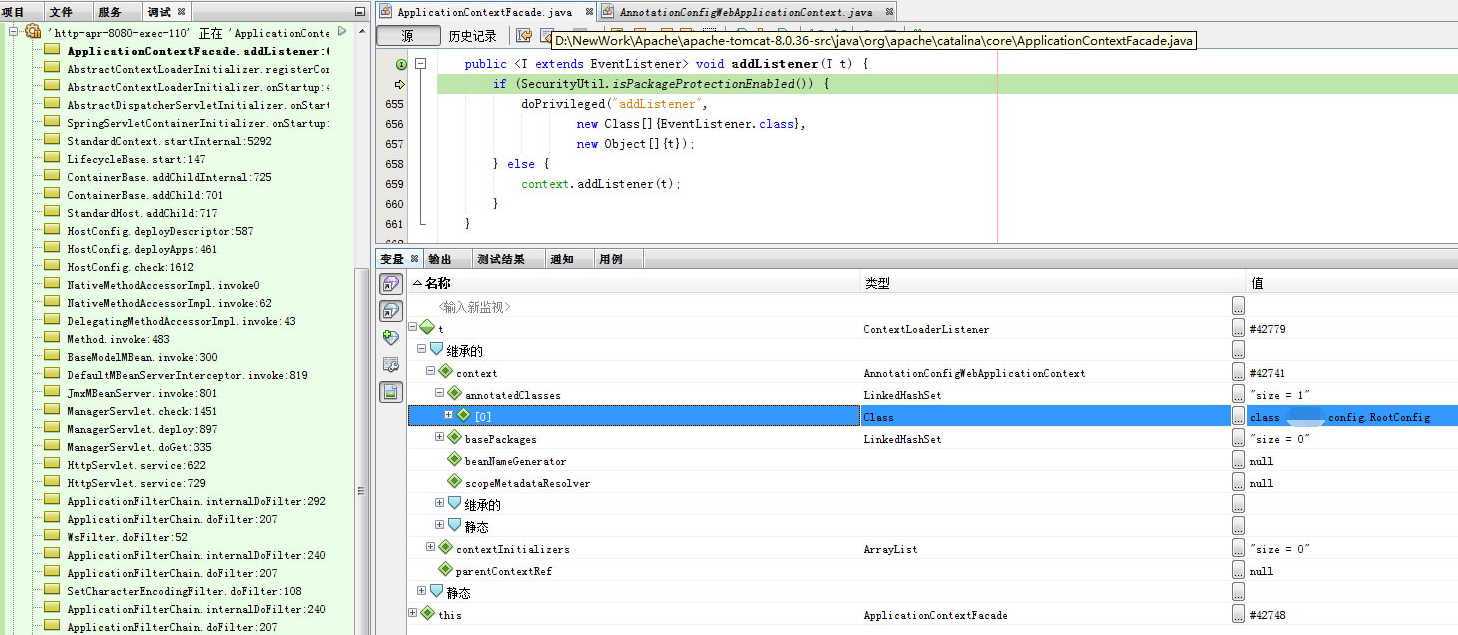 项目 文件 服务 调试
'http-apr-8080-exec-110' 正在 'ApplicationConte
ApplicationContextFacade.addListener:
AbstractContextLoaderInitializer.registerCon
AbstractContextLoaderInitializer.onStartup:
AbstractDispatcherServletInitializer.onStart
SpringServletContainerInitializer.onStartup:
StandardContext.startInternal:5292
LifecycleBase.start:147
ContainerBase.addChildInternal:725
ContainerBase.addChild:701
StandardHost.addChild:717
HostConfig.deployDescriptor:587
HostConfig.deployApps:461
HostConfig.check:1612
NativeMethodAccessorImpl.invoke0
NativeMethodAccessorImpl.invoke:62
DelegatingMethodAccessorImpl.invoke:43
Method.invoke:483
BaseModelMBean.invoke:300
DefaultMBeanServerInterceptor.invoke:819
JmxMBeanServer.invoke:801
ManagerServlet.check:1451
ManagerServlet.deploy:897
ManagerServlet.doGet:335
HttpServlet.service:622
HttpServlet.service:729
ApplicationFilterChain.internalDoFilter:292
ApplicationFilterChain.doFilter:207
WsFilter.doFilter:52
ApplicationFilterChain.internalDoFilter:240
ApplicationFilterChain.doFilter:207
SetCharacterEncodingFilter.doFilter:108
ApplicationFilterChain.internalDoFilter:240
ApplicationFilterChain.doFilter:207
ApplicationContextFacade.java AnnotationConfigWebApplicationContext.java
源 历史记录
D:\NewWork\Apache\apache-tomcat-8.0.36-src\java\org\apache\catalina\core\ApplicationContextFacade.java
public <T extends EventListener> void addListener(T t) {
if (SecurityUtil.isPackageProtectionEnabled()) {
655 doPrivileged("addListener",
656 new Class[]{EventListener.class},
657 new Object[]{t});
658 } else {
659 context.addListener(t);
660 }
661 }
变量 输出 测试结果 通知 用例
名称 类型 值
<输入新监视>
t ContextLoaderListener #42779
继承的
context AnnotationConfigWebApplicationContext #42741
annotatedClasses LinkedHashSet "size = 1"
[0] Class class config.RootConfig
basePackages LinkedHashSet "size = 0"
beanNameGenerator null
scopeMetadataResolver null
继承的
静态
contextInitializers ArrayList "size = 0"
parentContextRef null
静态
this ApplicationContextFacade #42748